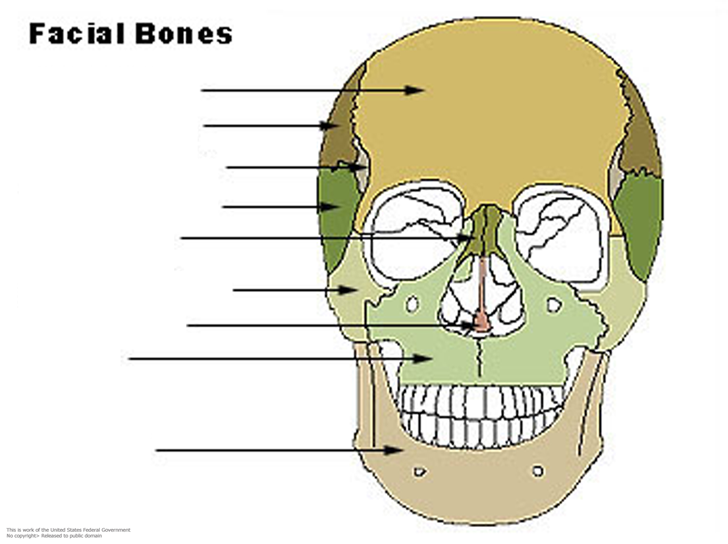 Facial Bones
This is work of the United States Federal Government
No copyright> Released to public domain